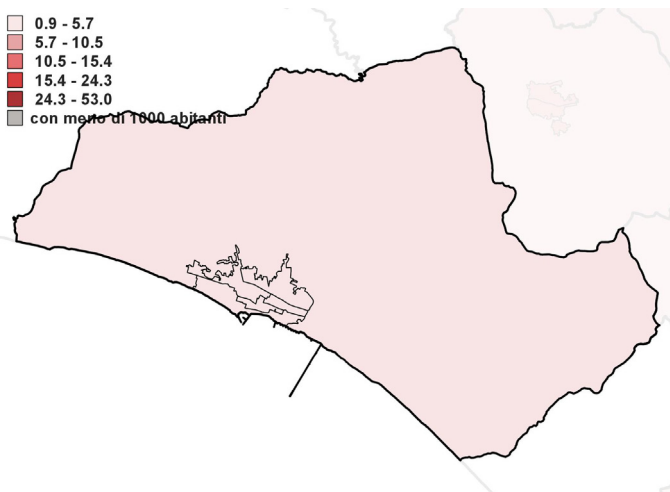 0.9 - 5.7
5.7 - 10.5
10.5 - 15.4
15.4 - 24.3
24.3 - 53.0
con meno di 1000 abitanti